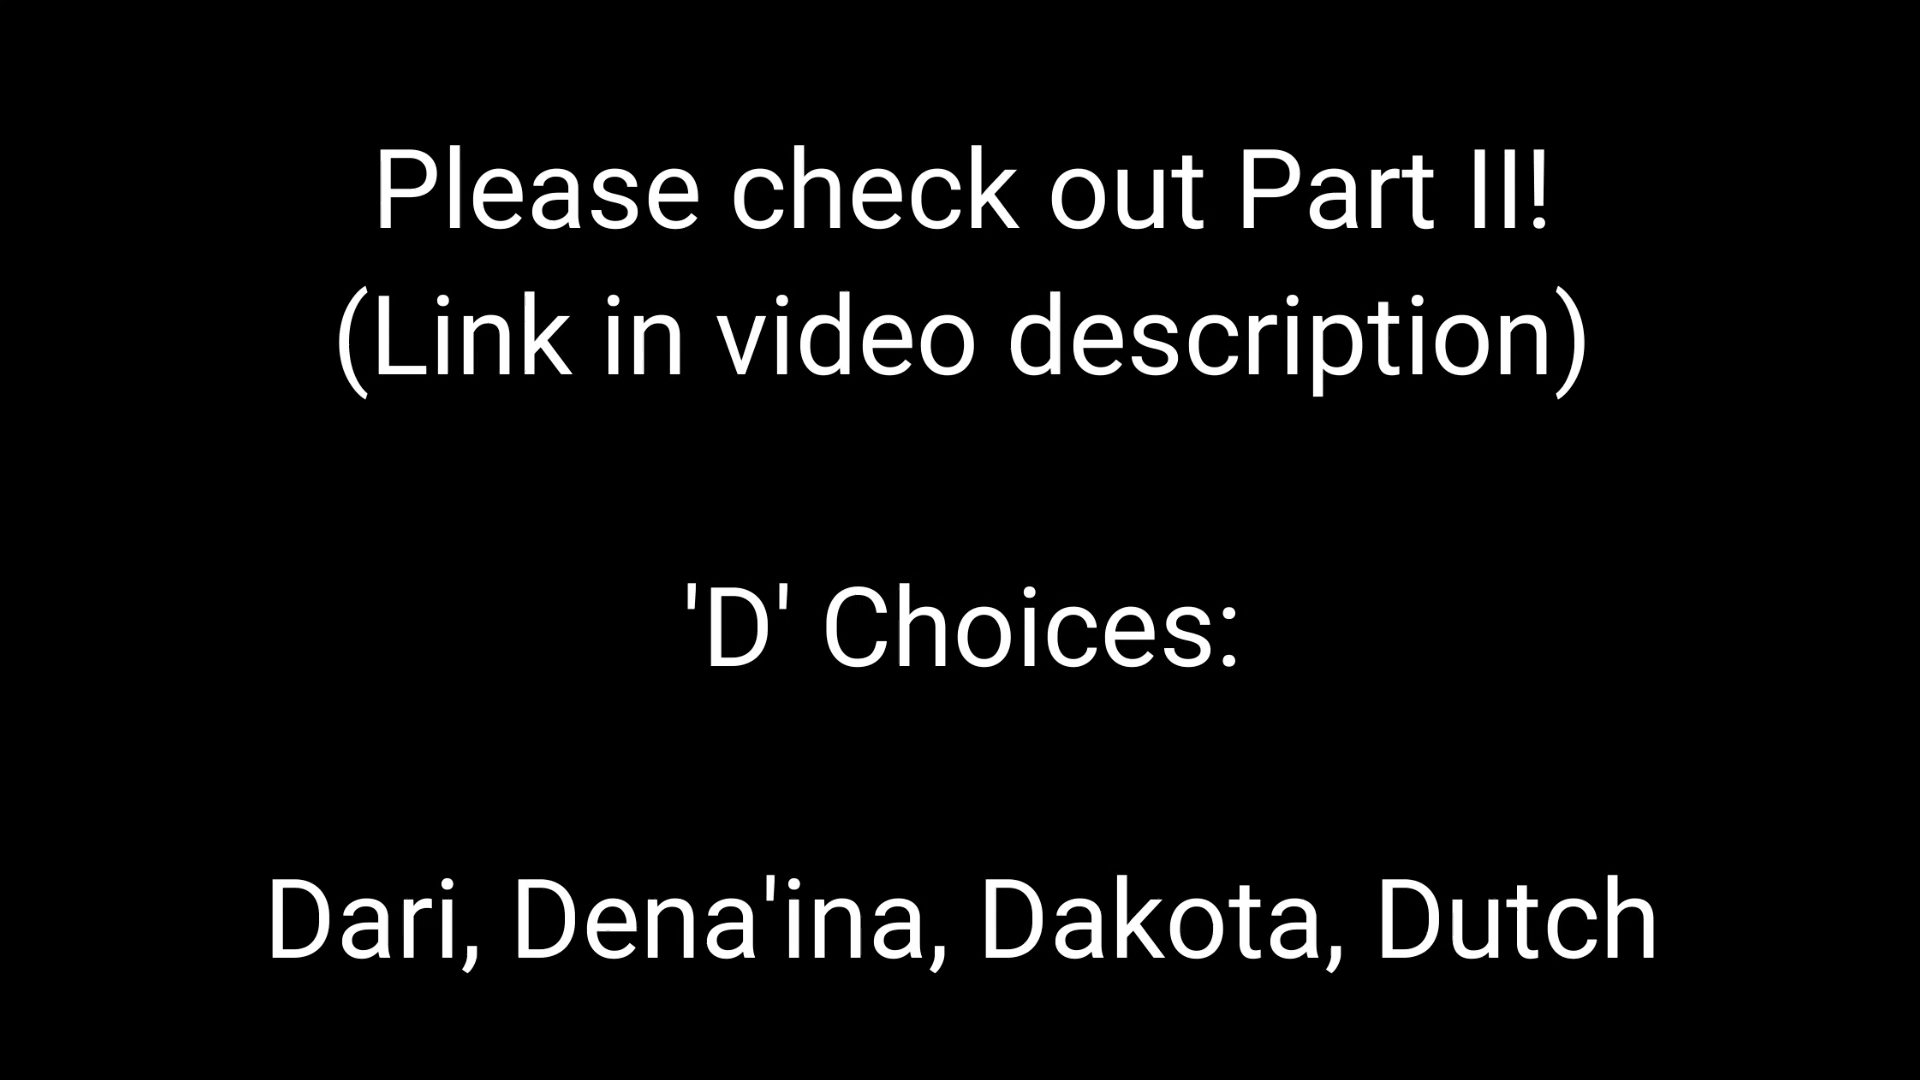 Please check out Part II!
(Link in video description)
'D' Choices:
Dari, Dena'ina, Dakota, Dutch